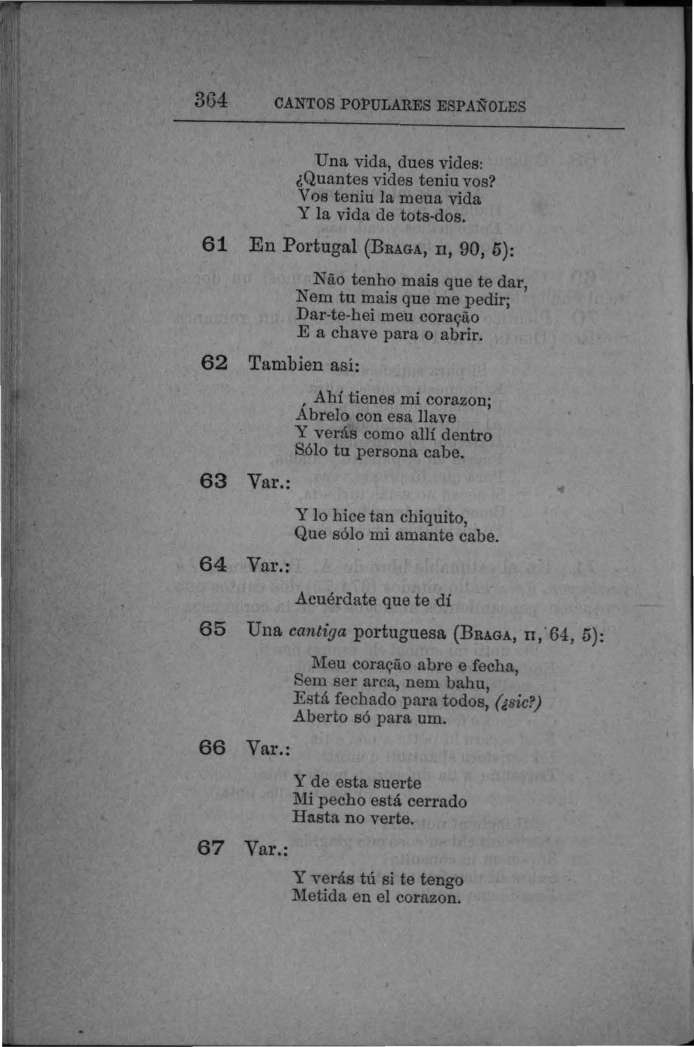 364 CANTOS POPULARES ESPAÑOLES
Una vida, dues vides:
¿Quantes vides teniu vos?
Vos teniu la meua vida
Y la vida de tots-dos.
61 En Portugal (BRAGA, II, 90, 5):
Não tenho mais que te dar,
Nem tu mais que me pedir;
Dar-te-hei meu coração
E a chave para o abrir.
62 Tambien así:
Ahí tienes mi corazon;
Ábrelo con esa llave
Y verás como allí dentro
Sólo tu persona cabe.
63 Var.:
Y lo hice tan chiquito,
Que sólo mi amante cabe.
64 Var.:
Acuérdate que te dí
65 Una cantiga portuguesa (BRAGA, II, 64, 5):
Meu coração abre e fecha,
Sem ser arca, nem bahu,
Está fechado para todos, (¿sic?)
Aberto só para um.
66 Var.:
Y de esta suerte
Mi pecho está cerrado
Hasta no verte.
67 Var.:
Y verás tú si te tengo
Metida en el corazon.